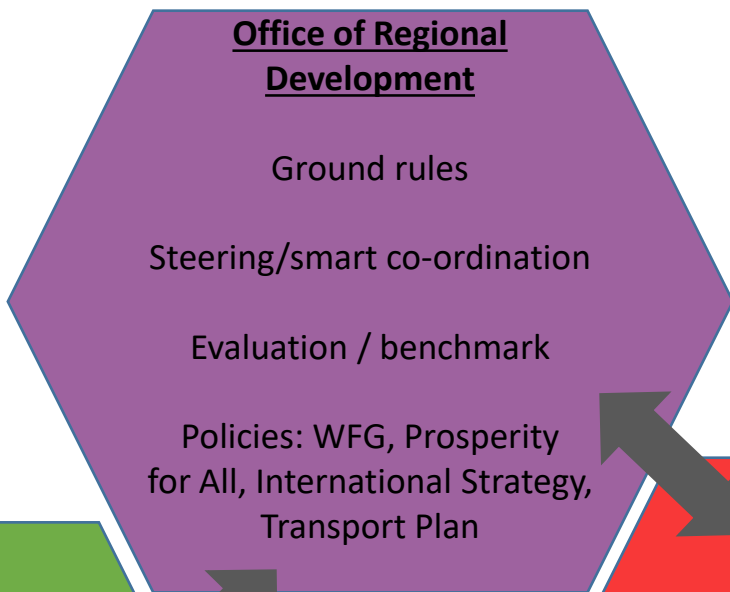 Office of Regional
Development
Ground rules
Steering/smart co-ordination
Evaluation / benchmark
Policies: WFG, Prosperity
for All, International Strategy,
Transport Plan